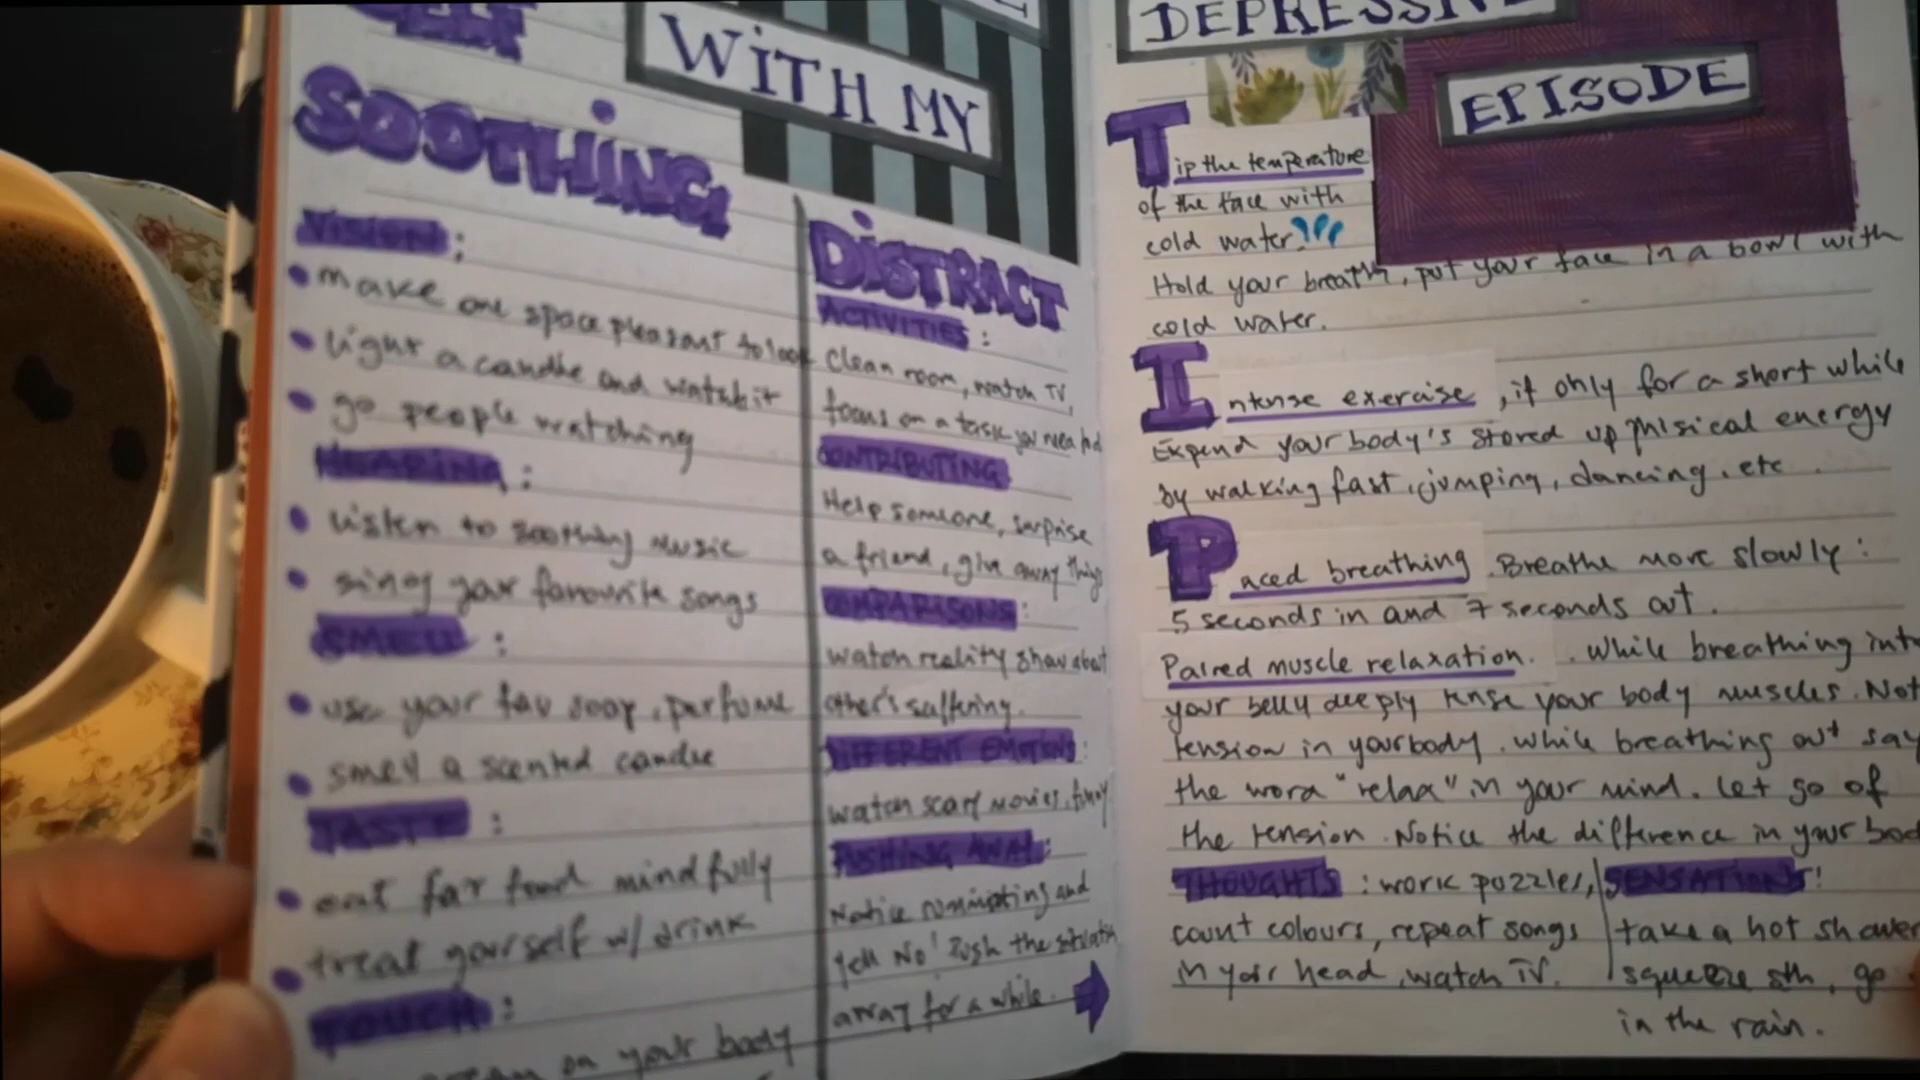 SELF
WITH MY
SOOTHING
VISION:
make one space pleasant to look
light a candle and watch it
go people watching
HEARING:
listen to soothing music
sing your favourite songs
SMELL:
use your fav soap, perfume
smell a scented candle
TASTE:
eat fav food mindfully
treat yourself w/ drink
TOUCH:
on your body
DISTRACT
ACTIVITIES:
Clean room, watch TV,
focus on a task you need
CONTRIBUTING
Help someone, surprise
a friend, give away things
COMPARISONS:
watch reality show about
other's suffering.
DIFFERENT EMOTIONS:
watch scary movies, funny
PUSHING AWAY:
Notice ruminating and
yell No! Push the situation
away for a while.
DEPRESSIVE
EPISODE
Tip the temperature
of the face with
cold water.
Hold your breath, put your face in a bowl with
cold water.
Intense exercise, if only for a short while
Expend your body's stored up phisical energy
by walking fast, jumping, dancing, etc.
Paced breathing. Breathe more slowly:
5 seconds in and 7 seconds out.
Paired muscle relaxation. While breathing into
your belly deeply tense your body muscles. Not
tension in your body. While breathing out say
the word "relax" in your mind. Let go of
the tension. Notice the difference in your bod
THOUGHTS: work puzzles,
count colours, repeat songs
in your head, watch TV.
SENSATIONS!
take a hot shower
squeeze sth, go
in the rain.